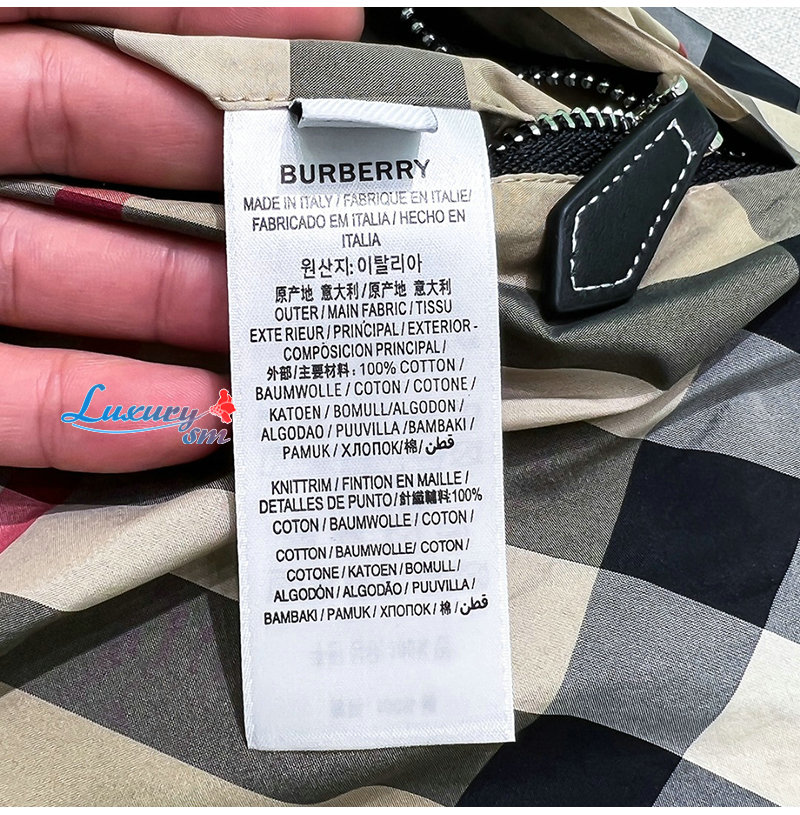 BURBERRY
MADE IN ITALY / FABRIQUE EN ITALIE/
FABRICADO EM ITALIA / HECHO EN
ITALIA
원산지: 이탈리아
原产地 意大利 / 原产地 意大利
OUTER / MAIN FABRIC / TISSU
EXTE RIEUR / PRINCIPAL / EXTERIOR -
COMPOSICION PRINCIPAL /
外部/主要材料: 100% COTTON /
BAUMWOLLE / COTON / COTONE /
KATOEN / BOMULL/ALGODON /
ALGODAO / PUUVILLA /BAMBAKI /
PAMUK / ХЛОПОК/棉/قطن/
Luxury
sm
KNITTRIM / FINTION EN MAILLE /
DETALLES DE PUNTO/ :100%
COTON / BAUMWOLLE / COTON /
COTTON / BAUMWOLLE/ COTON /
COTONE / KATOEN / BOMULL /
ALGODÓN / ALGODÃO / PUUVILLA /
BAMBAKI / PAMUK / ХЛОПОК / 棉 /قطن/